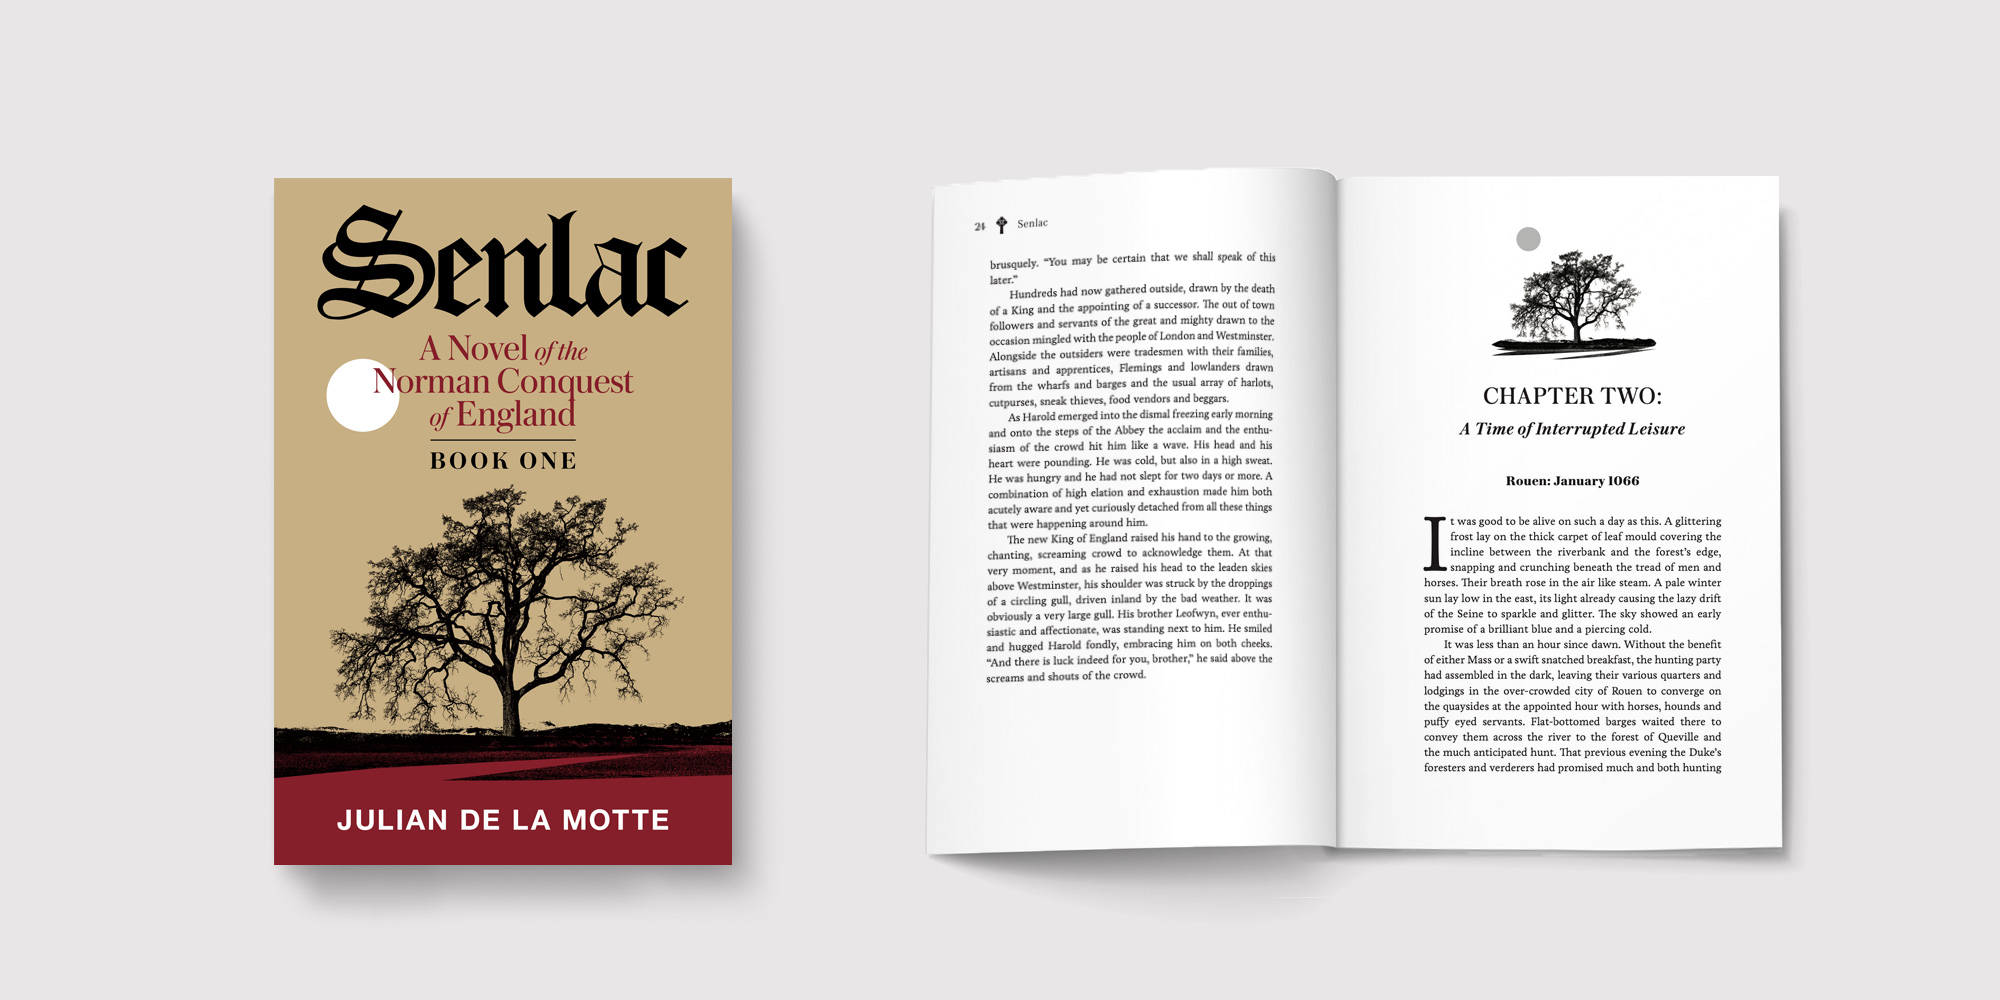 Senlac
A Novel of the
Norman Conquest
of England
BOOK ONE
JULIAN DE LA MOTTE
24 Senlac
brusquely. “You may be certain that we shall speak of this
later.”
Hundreds had now gathered outside, drawn by the death
of a King and the appointing of a successor. The out of town
followers and servants of the great and mighty drawn to the
occasion mingled with the people of London and Westminster.
Alongside the outsiders were tradesmen with their families,
artisans and apprentices, Flemings and lowlanders drawn
from the wharfs and barges and the usual array of harlots,
cutpurses, sneak thieves, food vendors and beggars.
As Harold emerged into the dismal freezing early morning
and onto the steps of the Abbey the acclaim and the enthu-
siasm of the crowd hit him like a wave. His head and his
heart were pounding. He was cold, but also in a high sweat.
He was hungry and he had not slept for two days or more. A
combination of high elation and exhaustion made him both
acutely aware and yet curiously detached from all these things
that were happening around him.
The new King of England raised his hand to the growing,
chanting, screaming crowd to acknowledge them. At that
very moment, and as he raised his head to the leaden skies
above Westminster, his shoulder was struck by the droppings
of a circling gull, driven inland by the bad weather. It was
obviously a very large gull. His brother Leofwyn, ever enthu-
siastic and affectionate, was standing next to him. He smiled
and hugged Harold fondly, embracing him on both cheeks.
“And there is luck indeed for you, brother,” he said above the
screams and shouts of the crowd.
CHAPTER TWO:
A Time of Interrupted Leisure
Rouen: January 1066
It was good to be alive on such a day as this. A glittering
frost lay on the thick carpet of leaf mould covering the
incline between the riverbank and the forest’s edge,
snapping and crunching beneath the tread of men and
horses. Their breath rose in the air like steam. A pale winter
sun lay low in the east, its light already causing the lazy drift
of the Seine to sparkle and glitter. The sky showed an early
promise of a brilliant blue and a piercing cold.
It was less than an hour since dawn. Without the benefit
of either Mass or a swift snatched breakfast, the hunting party
had assembled in the dark, leaving their various quarters and
lodgings in the over-crowded city of Rouen to converge on
the quaysides at the appointed hour with horses, hounds and
puffy eyed servants. Flat-bottomed barges waited there to
convey them across the river to the forest of Queville and
the much anticipated hunt. That previous evening the Duke’s
foresters and verderers had promised much and both hunting